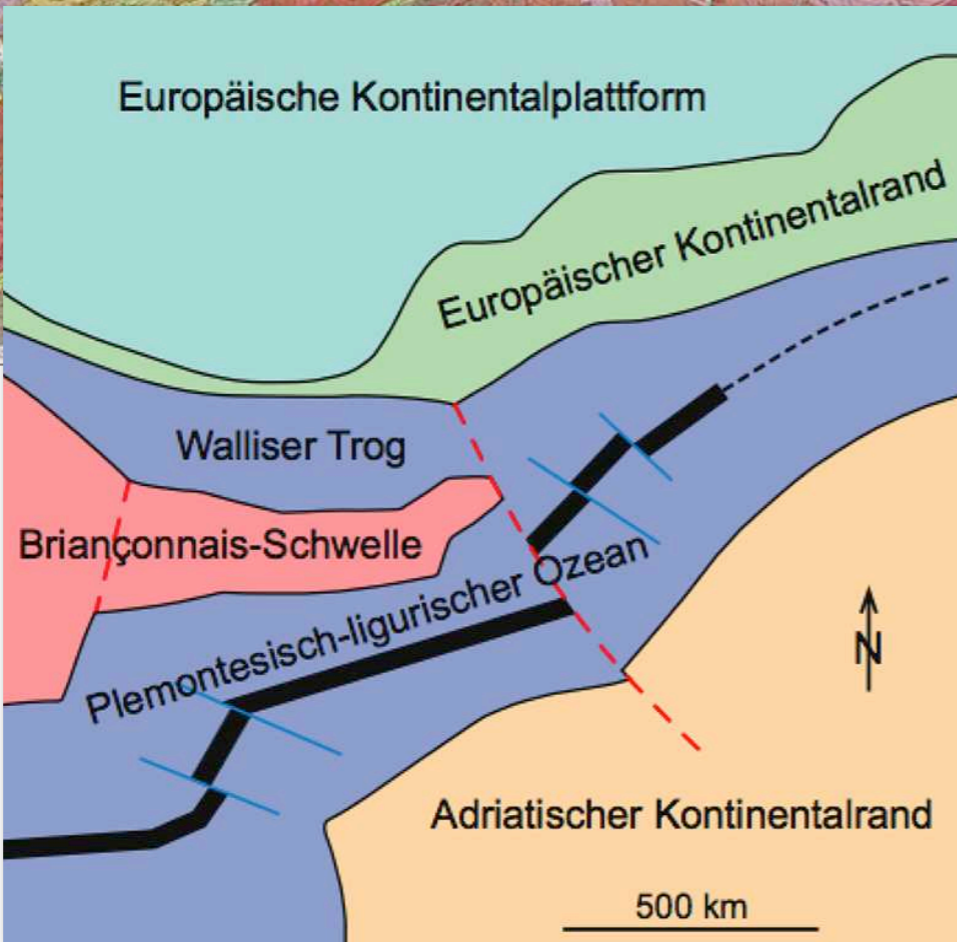 Europäische Kontinentalplattform
Europäischer Kontinentalrand
Walliser Trog
Briançonnais-Schwelle
Plemontesisch-ligurischer Ozean
N
Adriatischer Kontinentalrand
500 km